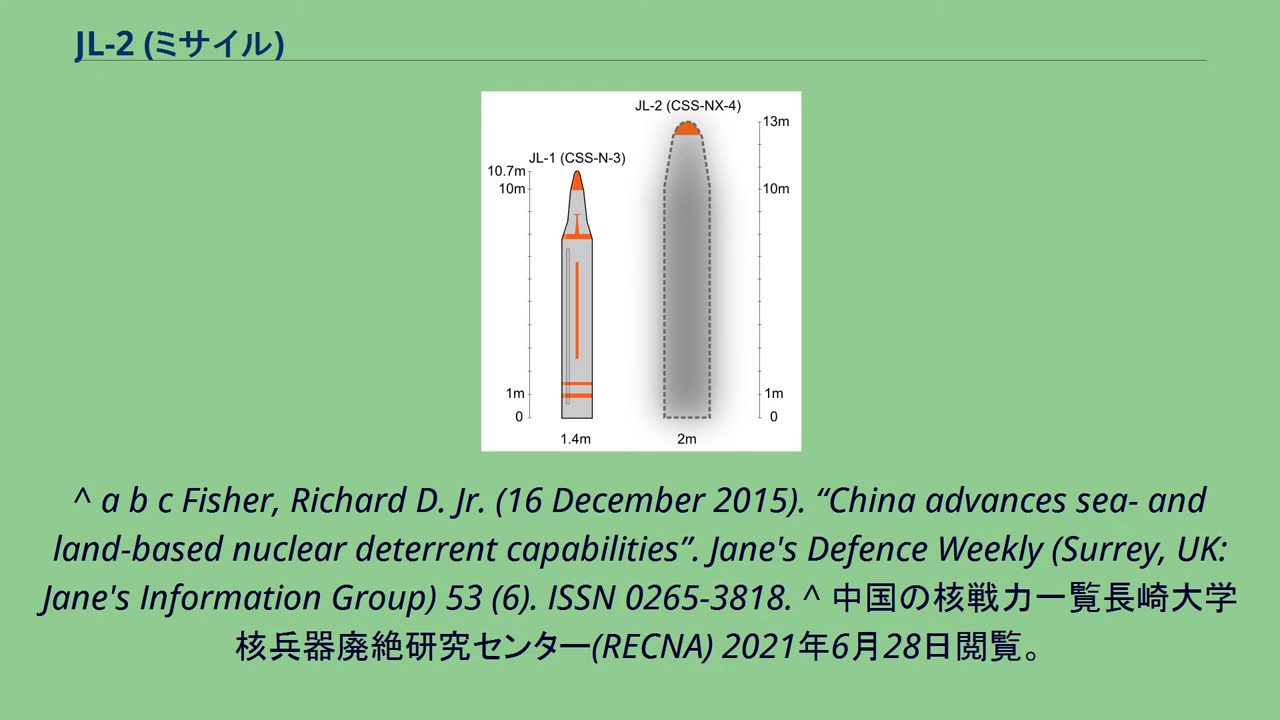 JL-2 (ミサイル)
JL-2 (CSS-NX-4)
13m
JL-1 (CSS-N-3)
10.7m
10m
10m
1m
1m
0
0
1.4m
2m
^ a b c Fisher, Richard D. Jr. (16 December 2015). “China advances sea- and
land-based nuclear deterrent capabilities”. Jane's Defence Weekly (Surrey, UK:
Jane's Information Group) 53 (6). ISSN 0265-3818. ^ 中国の核戦力一覧長崎大学
核兵器廃絶研究センター(RECNA) 2021年6月28日閲覧。